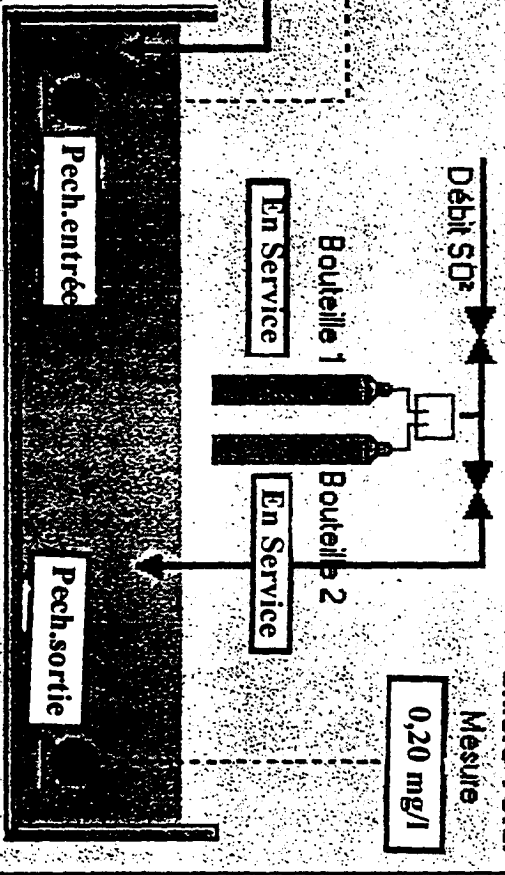 Débit SO²
Bouteille 1
En Service
Bouteille 2
En Service
Mesure
0,20 mg/l
Pech.entrée
Pech.sortie